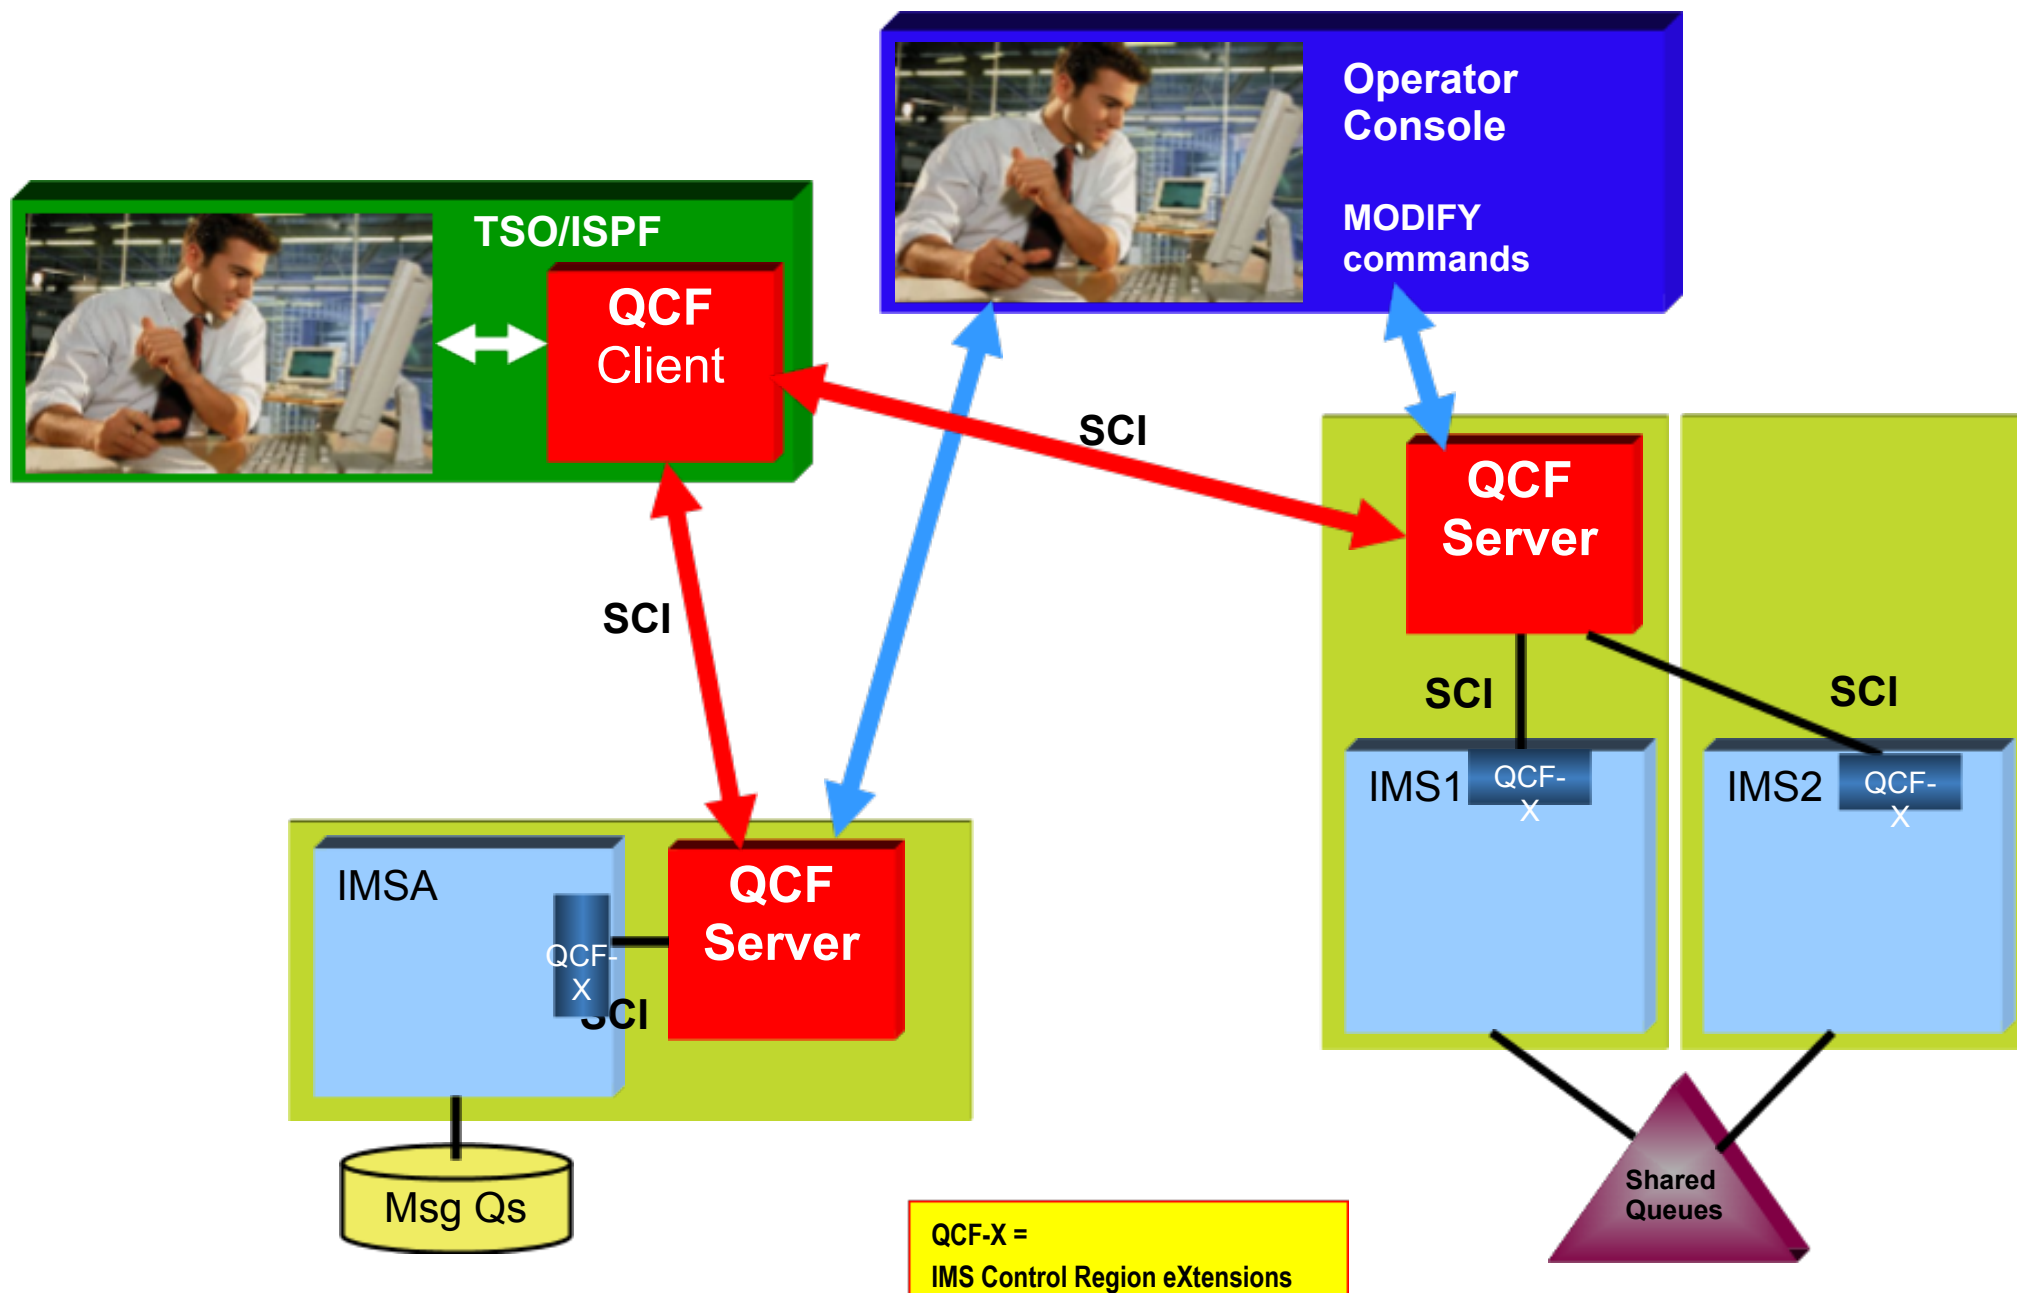 Operator
Console
MODIFY
commands
TSO/ISPF
QCF
Client
SCI
SCI
QCF
Server
SCI
SCI
IMS1
QCF-
X
IMS2
QCF-
X
IMSA
QCF-
X
SCI
QCF
Server
Msg Qs
Shared
Queues
QCF-X =
IMS Control Region eXtensions